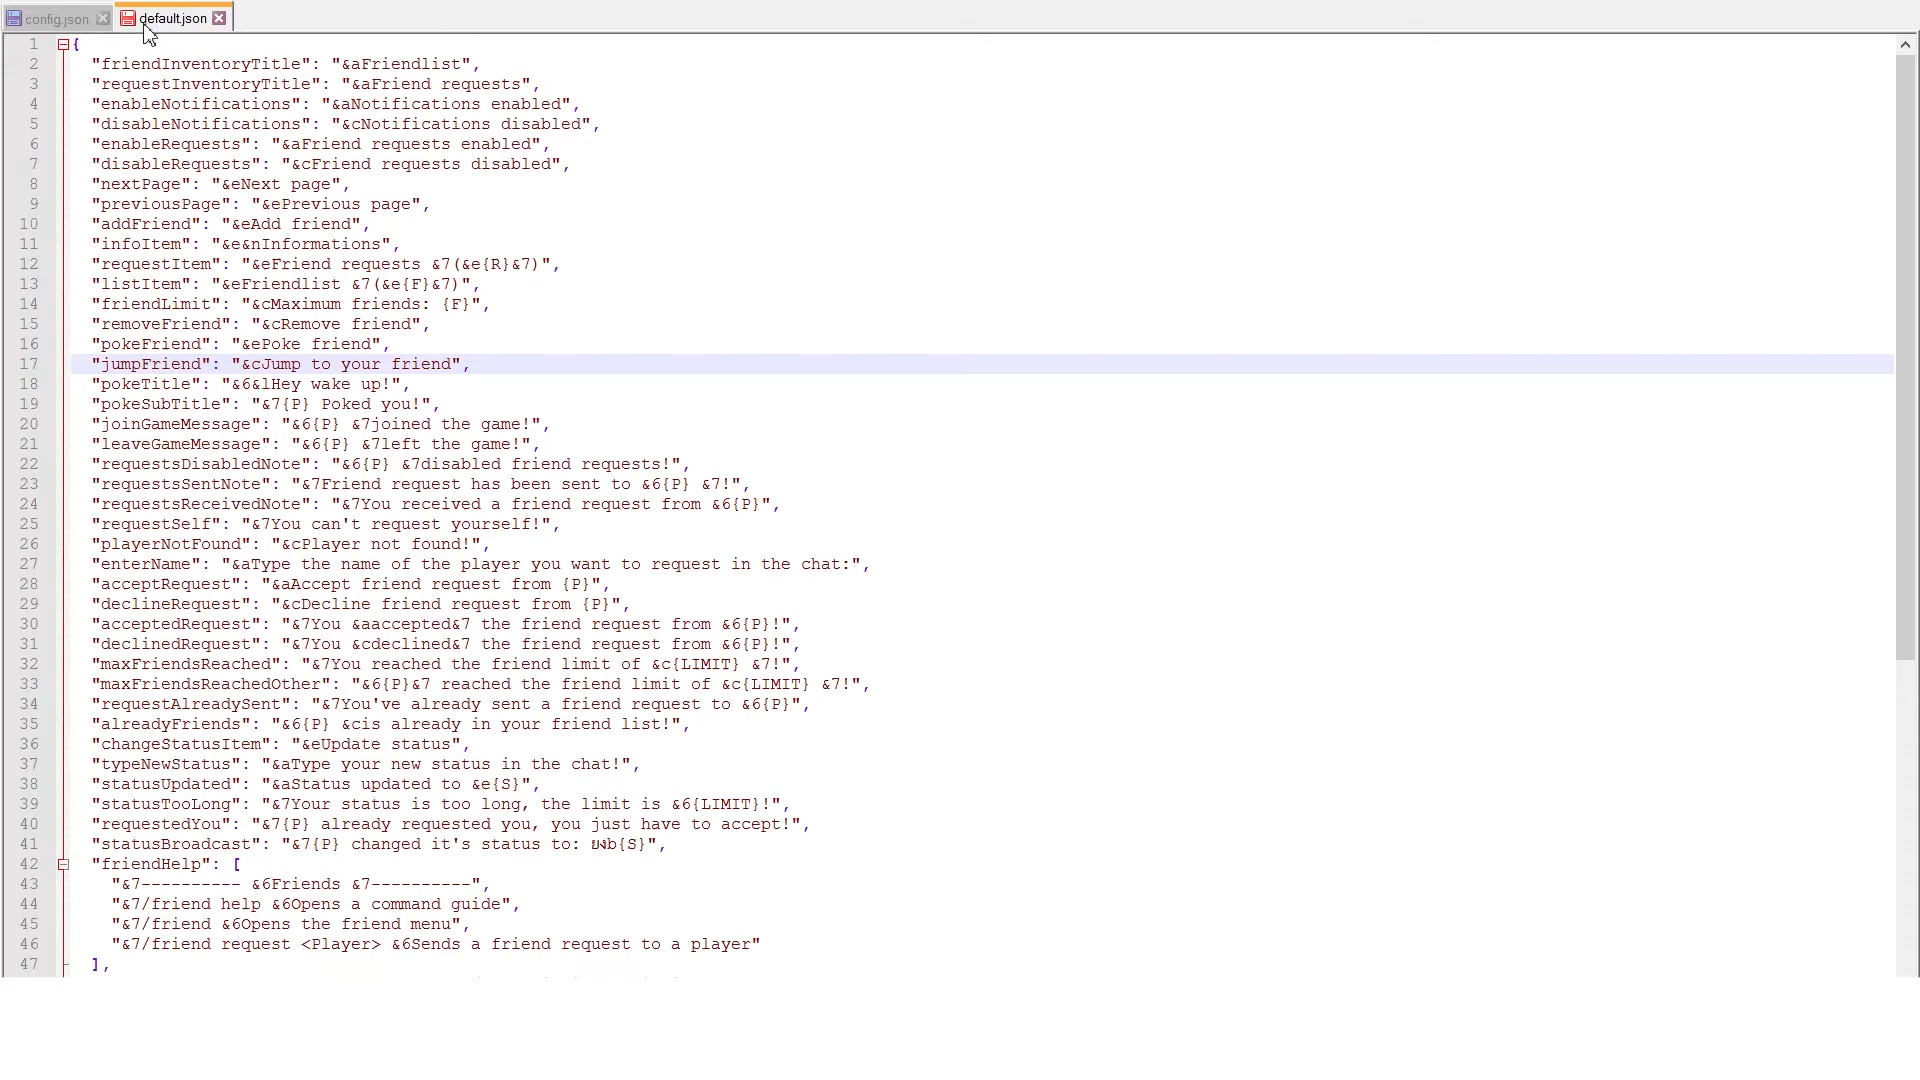 config.json
default.json
1 {
2 "friendInventoryTitle": "&aFriendlist",
3 "requestInventoryTitle": "&aFriend requests",
4 "enableNotifications": "&aNotifications enabled",
5 "disableNotifications": "&cNotifications disabled",
6 "enableRequests": "&aFriend requests enabled",
7 "disableRequests": "&cFriend requests disabled",
8 "nextPage": "&eNext page",
9 "previousPage": "&ePrevious page",
10 "addFriend": "&eAdd friend",
11 "infoItem": "&e&nInformations",
12 "requestItem": "&eFriend requests &7(&e{R}&7)",
13 "listItem": "&eFriendlist &7(&e{F}&7)",
14 "friendLimit": "&cMaximum friends: {F}",
15 "removeFriend": "&cRemove friend",
16 "pokeFriend": "&ePoke friend",
17 "jumpFriend": "&cJump to your friend",
18 "pokeTitle": "&6&lHey wake up!",
19 "pokeSubTitle": "&7{P} Poked you!",
20 "joinGameMessage": "&6{P} &7joined the game!",
21 "leaveGameMessage": "&6{P} &7left the game!",
22 "requestsDisabledNote": "&6{P} &7disabled friend requests!",
23 "requestsSentNote": "&7Friend request has been sent to &6{P} &7!",
24 "requestsReceivedNote": "&7You received a friend request from &6{P}",
25 "requestSelf": "&7You can't request yourself!",
26 "playerNotFound": "&cPlayer not found!",
27 "enterName": "&aType the name of the player you want to request in the chat:",
28 "acceptRequest": "&aAccept friend request from {P}",
29 "declineRequest": "&cDecline friend request from {P}",
30 "acceptedRequest": "&7You &aaccepted&7 the friend request from &6{P}!",
31 "declinedRequest": "&7You &cdeclined&7 the friend request from &6{P}!",
32 "maxFriendsReached": "&7You reached the friend limit of &c{LIMIT} &7!",
33 "maxFriendsReachedOther": "&6{P}&7 reached the friend limit of &c{LIMIT} &7!",
34 "requestAlreadySent": "&7You've already sent a friend request to &6{P}",
35 "alreadyFriends": "&6{P} &cis already in your friend list!",
36 "changeStatusItem": "&eUpdate status",
37 "typeNewStatus": "&aType your new status in the chat!",
38 "statusUpdated": "&aStatus updated to &e{S}",
39 "statusTooLong": "&7Your status is too long, the limit is &6{LIMIT}!",
40 "requestedYou": "&7{P} already requested you, you just have to accept!",
41 "statusBroadcast": "&7{P} changed it's status to:
42 "friendHelp": [
43 "&7---------- &6Friends &7----------",
44 "&7/friend help &6Opens a command guide",
45 "&7/friend &6Opens the friend menu",
46 "&7/friend request <Player> &6Sends a friend request to a player"
47 ],